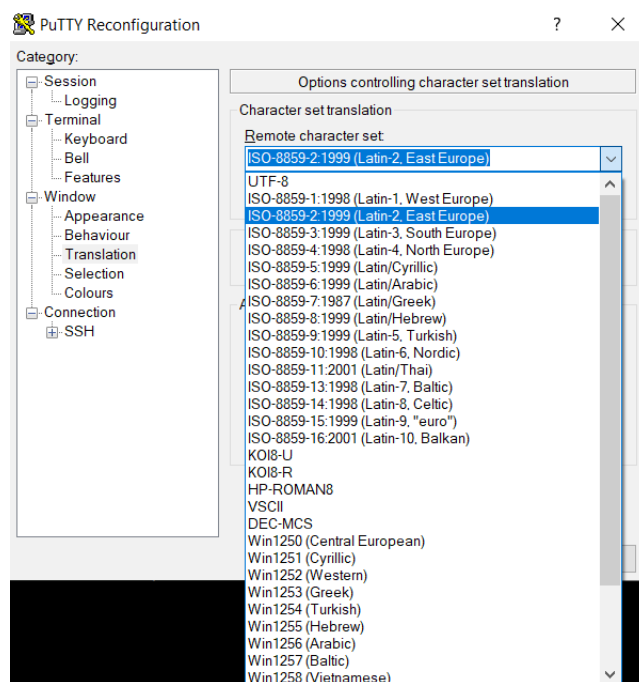 PuTTY Reconfiguration
Category:
Session
Logging
Terminal
Keyboard
Bell
Features
Window
Appearance
Behaviour
Translation
Selection
Colours
Connection
SSH
Options controlling character set translation
Character set translation
Remote character set:
ISO-8859-2:1999 (Latin-2, East Europe)
UTF-8
ISO-8859-1:1998 (Latin-1, West Europe)
ISO-8859-2:1999 (Latin-2, East Europe)
ISO-8859-3:1999 (Latin-3, South Europe)
ISO-8859-4:1998 (Latin-4, North Europe)
ISO-8859-5:1999 (Latin/Cyrillic)
ISO-8859-6:1999 (Latin/Arabic)
ISO-8859-7:1987 (Latin/Greek)
ISO-8859-8:1999 (Latin/Hebrew)
ISO-8859-9:1999 (Latin-5, Turkish)
ISO-8859-10:1998 (Latin-6, Nordic)
ISO-8859-11:2001 (Latin/Thai)
ISO-8859-13:1998 (Latin-7, Baltic)
ISO-8859-14:1998 (Latin-8, Celtic)
ISO-8859-15:1999 (Latin-9, "euro")
ISO-8859-16:2001 (Latin-10, Balkan)
KOI8-U
KOI8-R
HP-ROMAN8
VSCII
DEC-MCS
Win1250 (Central European)
Win1251 (Cyrillic)
Win1252 (Western)
Win1253 (Greek)
Win1254 (Turkish)
Win1255 (Hebrew)
Win1256 (Arabic)
Win1257 (Baltic)
Win1258 (Vietnamese)